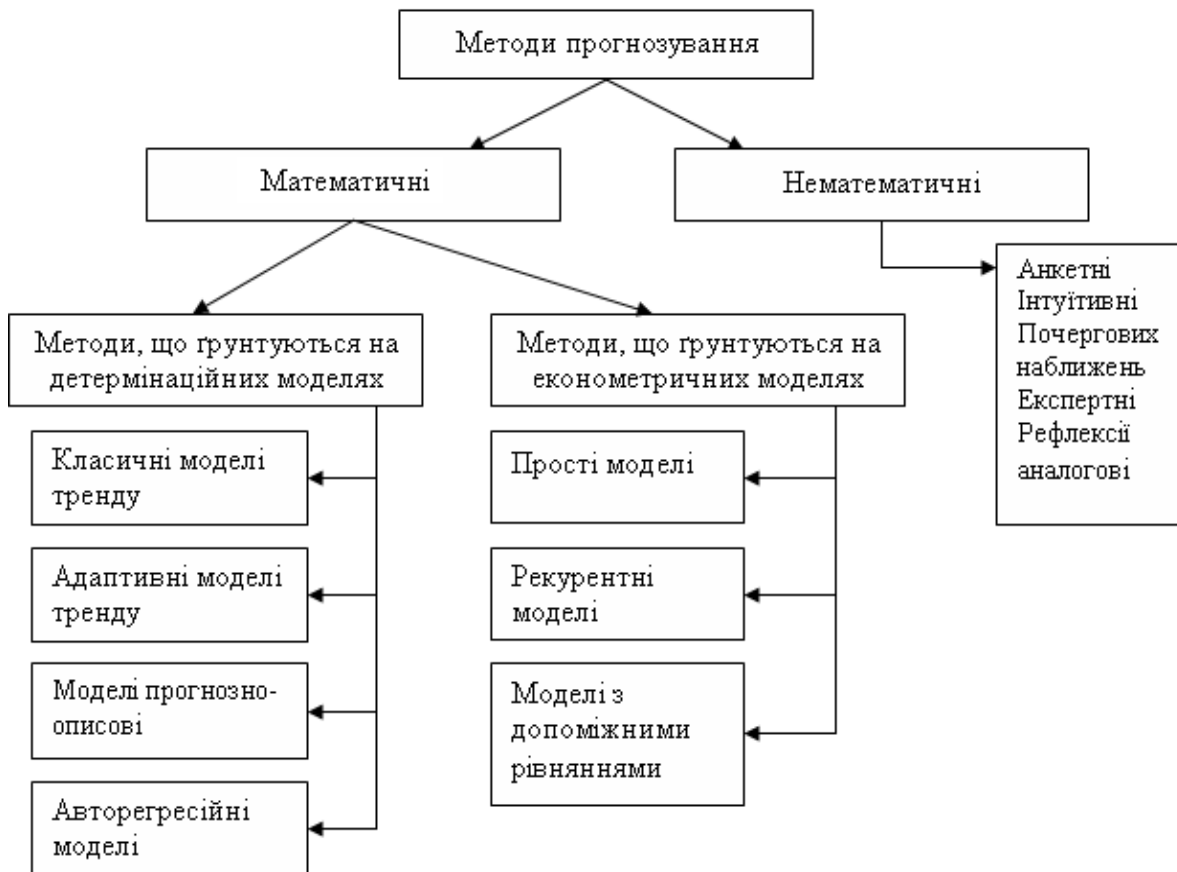 Методи прогнозування
Математичні
Нематематичні
Анкетні
Інтуїтивні
Почергових
наближень
Експертні
Рефлексії
аналогові
Методи, що ґрунтуються на
детермінаційних моделях
Методи, що ґрунтуються на
економетричних моделях
Класичні моделі
тренду
Адаптивні моделі
тренду
Моделі прогнозно-
описові
Авторегресійні
моделі
Прості моделі
Рекурентні
моделі
Моделі з
допоміжними
рівняннями